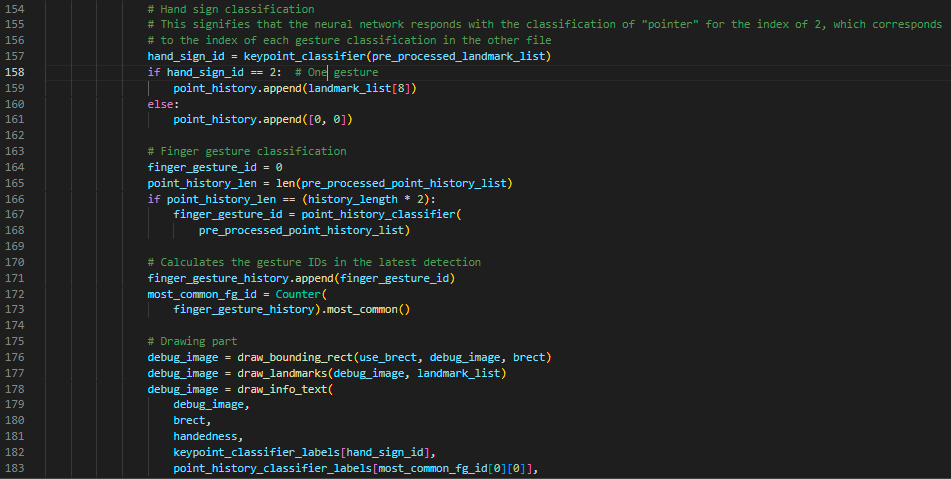 154 # Hand sign classification
155 # This signifies that the neural network responds with the classification of "pointer" for the index of 2, which corresponds
156 # to the index of each gesture classification in the other file
157 hand_sign_id = keypoint_classifier(pre_processed_landmark_list)
158 if hand_sign_id == 2:  # One gesture
159     point_history.append(landmark_list[8])
160 else:
161     point_history.append([0, 0])
162
163 # Finger gesture classification
164 finger_gesture_id = 0
165 point_history_len = len(pre_processed_point_history_list)
166 if point_history_len == (history_length * 2):
167     finger_gesture_id = point_history_classifier(
168         pre_processed_point_history_list)
169
170 # Calculates the gesture IDs in the latest detection
171 finger_gesture_history.append(finger_gesture_id)
172 most_common_fg_id = Counter(
173     finger_gesture_history).most_common()
174
175 # Drawing part
176 debug_image = draw_bounding_rect(use_brect, debug_image, brect)
177 debug_image = draw_landmarks(debug_image, landmark_list)
178 debug_image = draw_info_text(
179     debug_image,
180     brect,
181     handedness,
182     keypoint_classifier_labels[hand_sign_id],
183     point_history_classifier_labels[most_common_fg_id[0][0]],